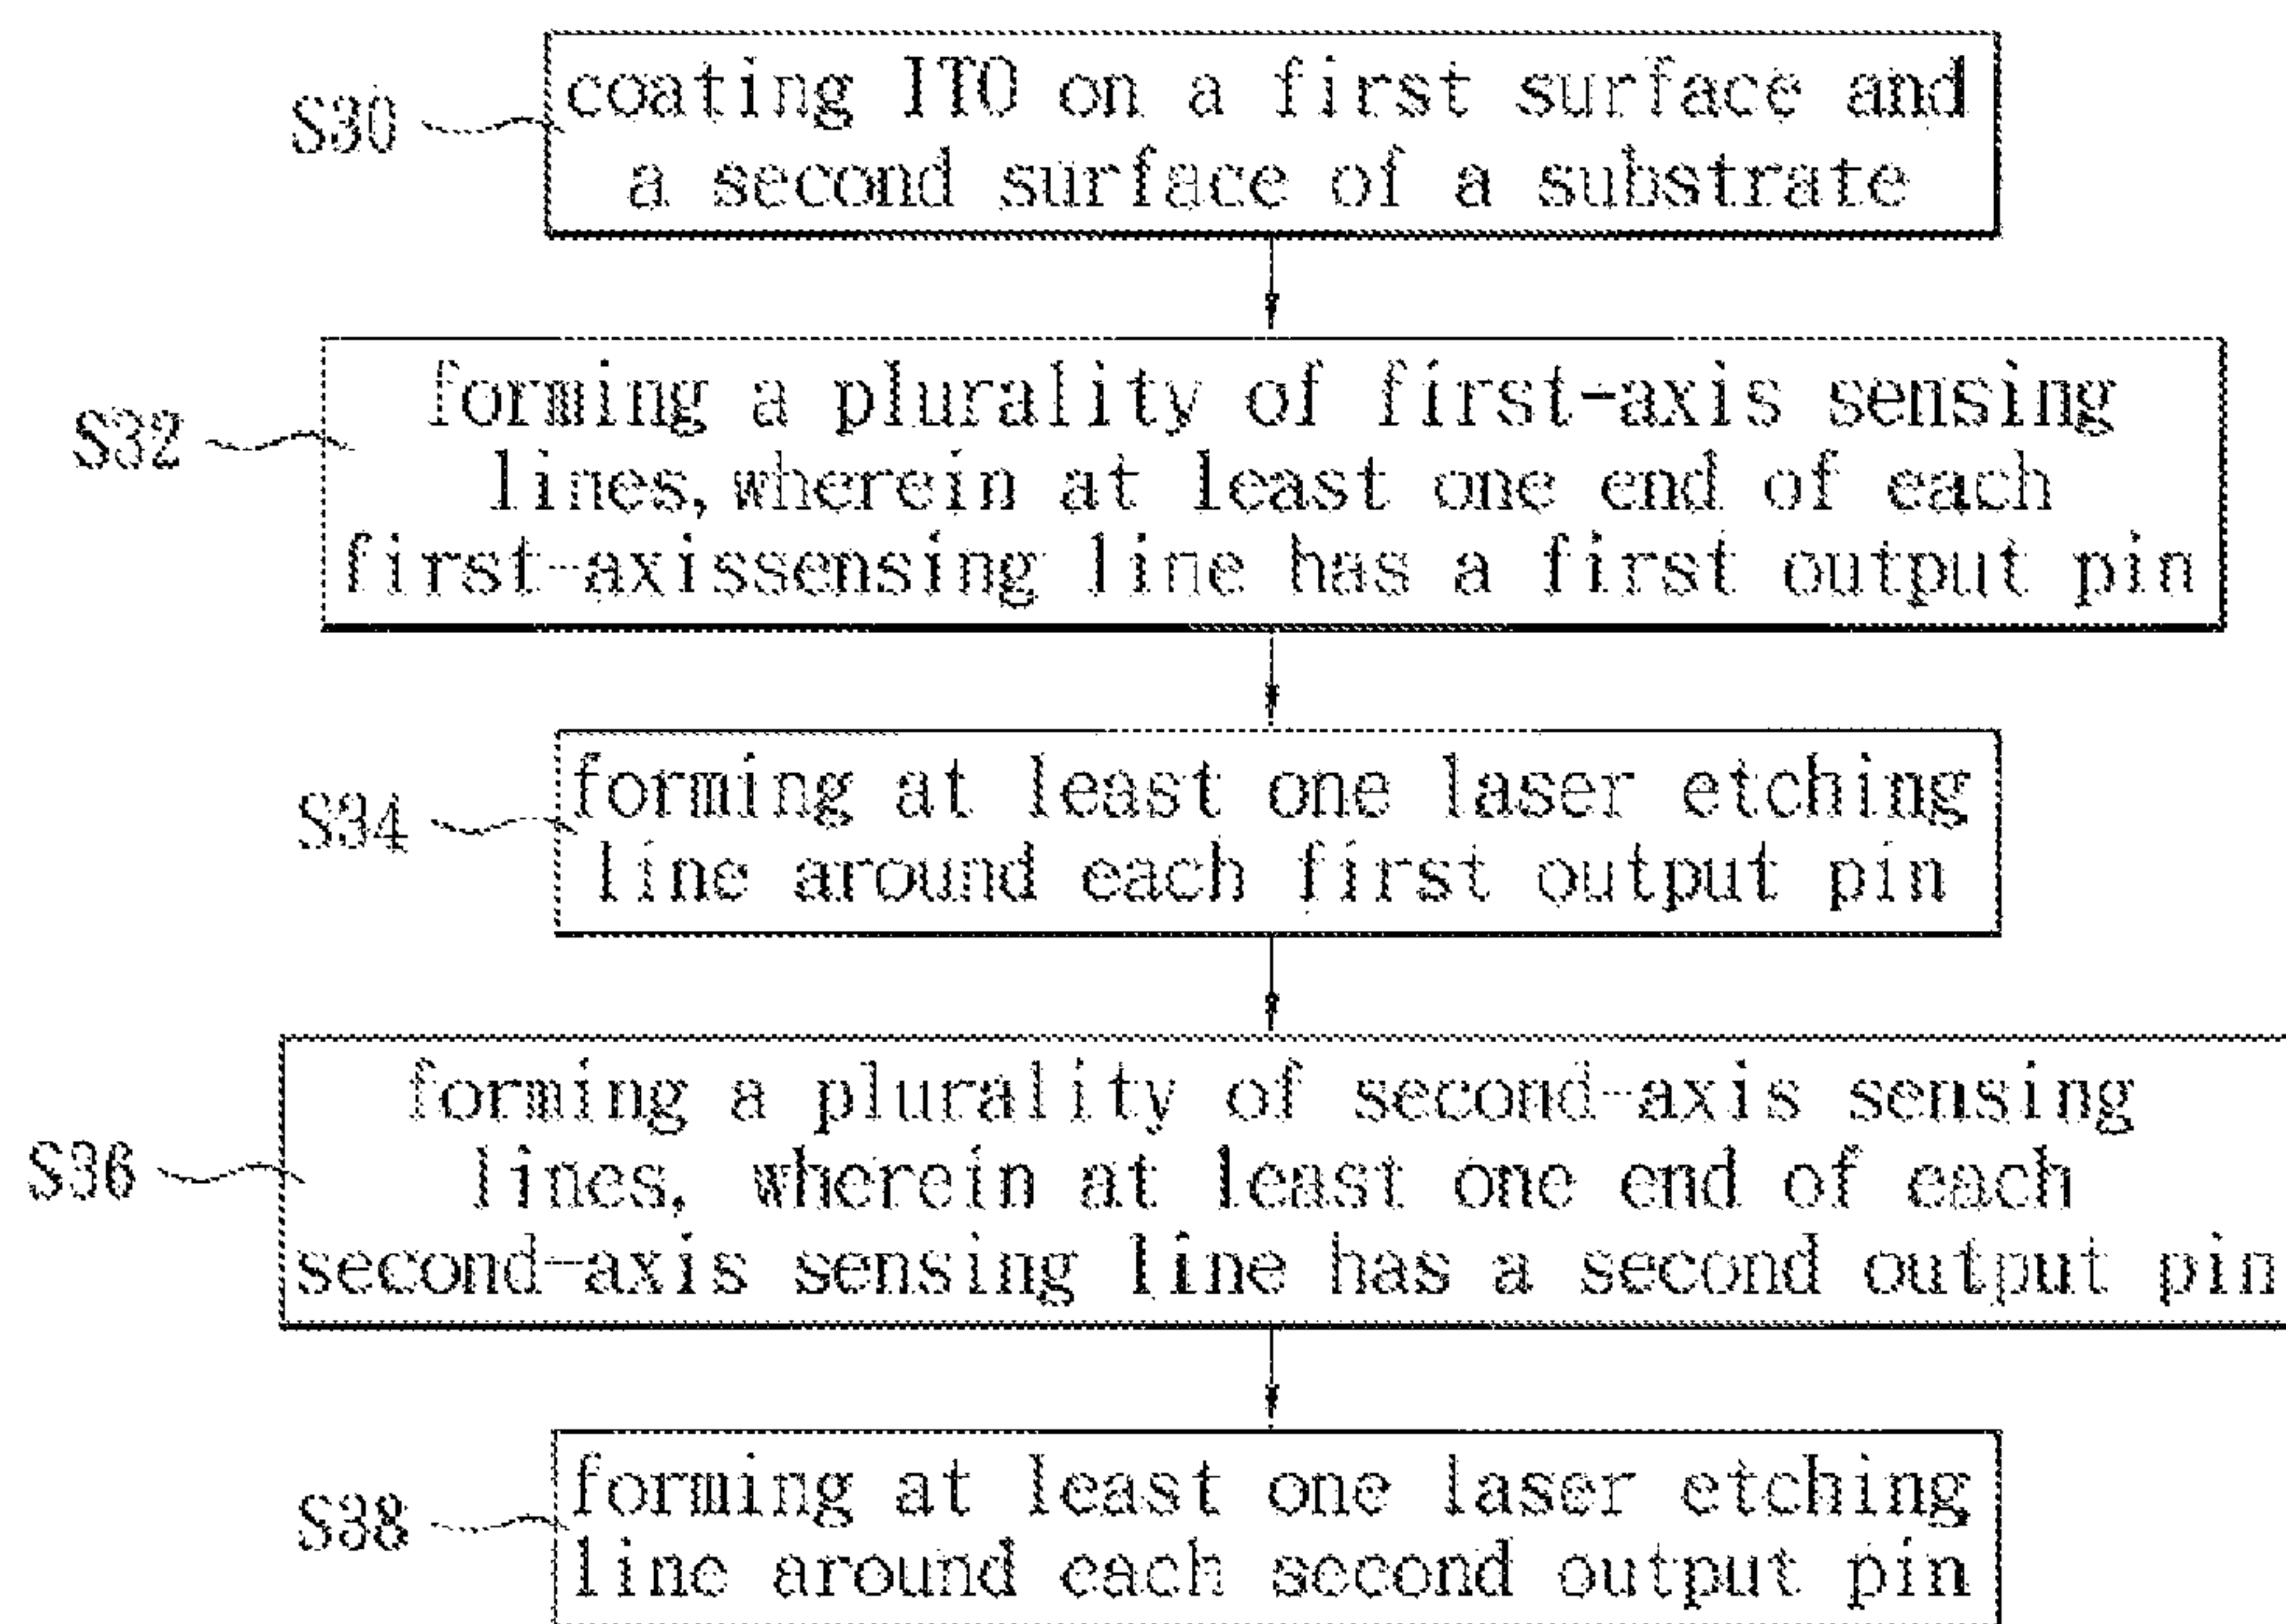 S30
coating ITO on a first surface and
a second surface of a substrate
S32
forming a plurality of first-axis sensing
lines, wherein at least one end of each
first-axissensing line has a first output pin
S34
forming at least one laser etching
line around each first output pin
S36
forming a plurality of second-axis sensing
lines, wherein at least one end of each
second-axis sensing line has a second output pin
S38
forming at least one laser etching
line around each second output pin